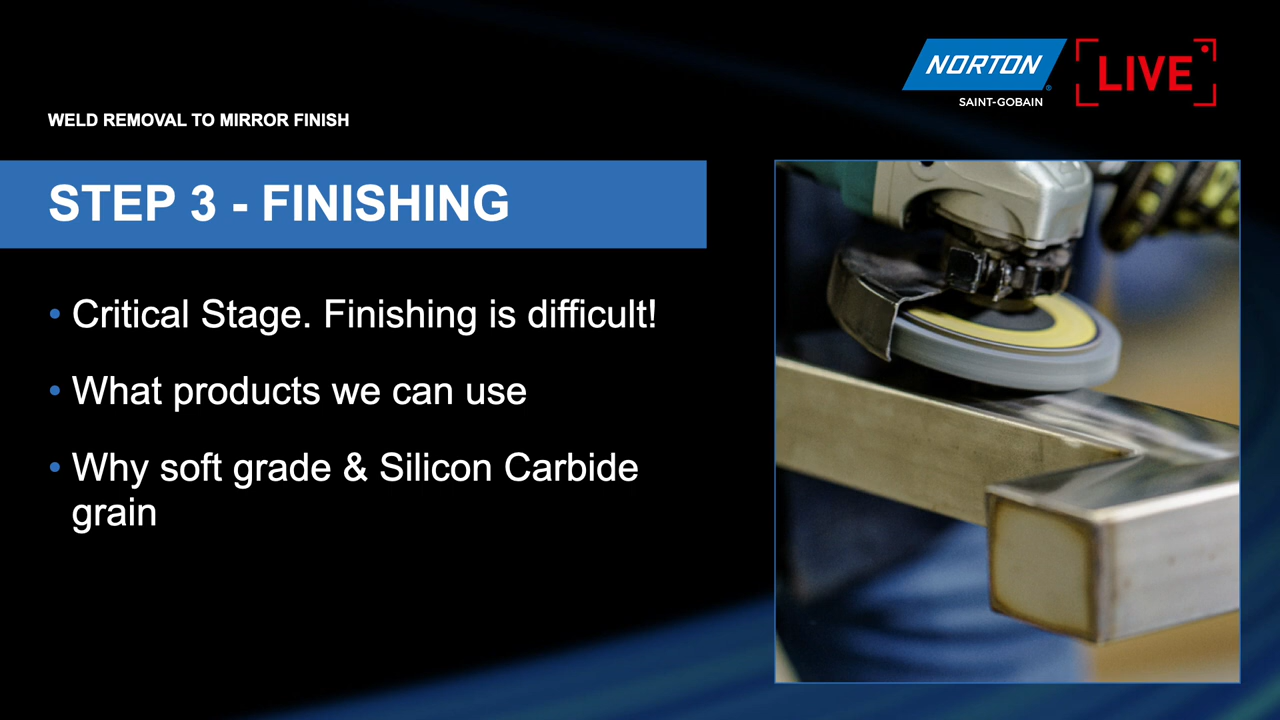 NORTON
SAINT-GOBAIN
LIVE
WELD REMOVAL TO MIRROR FINISH
STEP 3 - FINISHING
• Critical Stage. Finishing is difficult!
• What products we can use
• Why soft grade & Silicon Carbide
grain